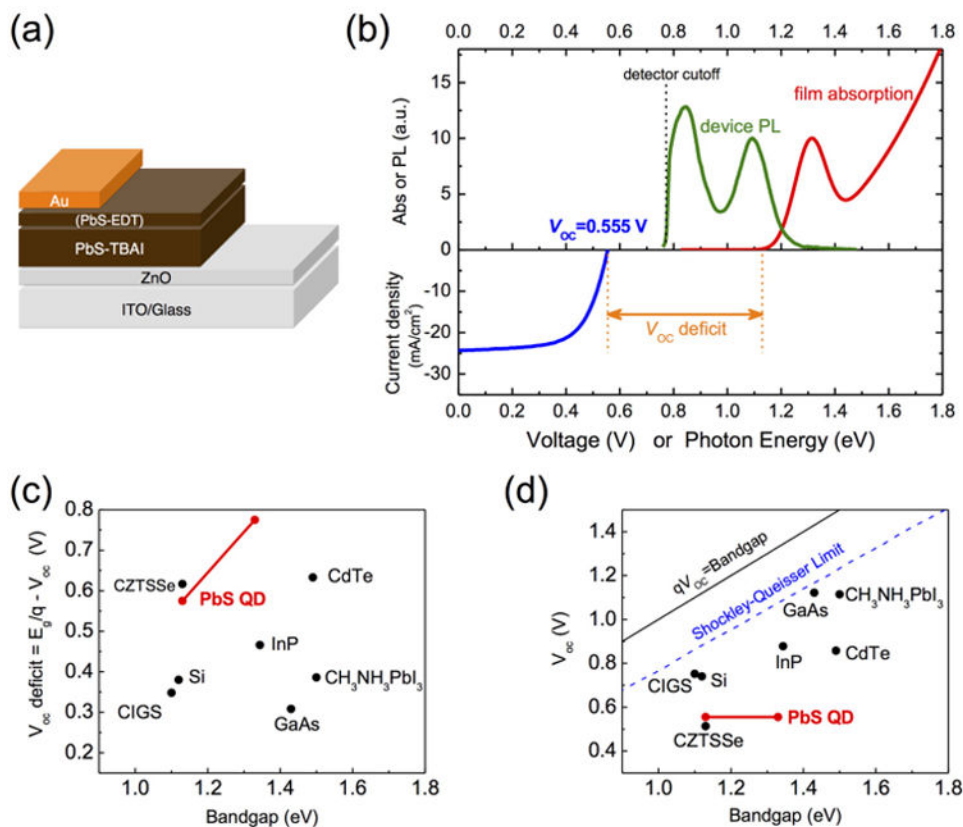 (a)
Au
(PbS-EDT)
PbS-TBAI
ZnO
ITO/Glass
(b)
0.0 0.2 0.4 0.6 0.8 1.0 1.2 1.4 1.6 1.8
Abs or PL (a.u.)
15
10
5
0
detector cutoff
film absorption
device PL
V_OC=0.555 V
Current density
(mA/cm²)
-10
-20
-30
V_OC deficit
0.0 0.2 0.4 0.6 0.8 1.0 1.2 1.4 1.6 1.8
Voltage (V) or Photon Energy (eV)
(c)
V_oc deficit = E_g/q - V_oc (V)
0.8
0.7
0.6
0.5
0.4
0.3
0.2
CZTSSe
PbS QD
CdTe
InP
Si
CIGS
CH₃NH₃PbI₃
GaAs
1.0 1.2 1.4 1.6 1.8
Bandgap (eV)
(d)
V_oc (V)
1.4
1.2
1.0
0.8
0.6
0.4
qV_OC=Bandgap
Shockley-Queisser Limit
GaAs
CH₃NH₃PbI₃
InP
CdTe
CIGS
Si
PbS QD
CZTSSe
1.0 1.2 1.4 1.6 1.8
Bandgap (eV)